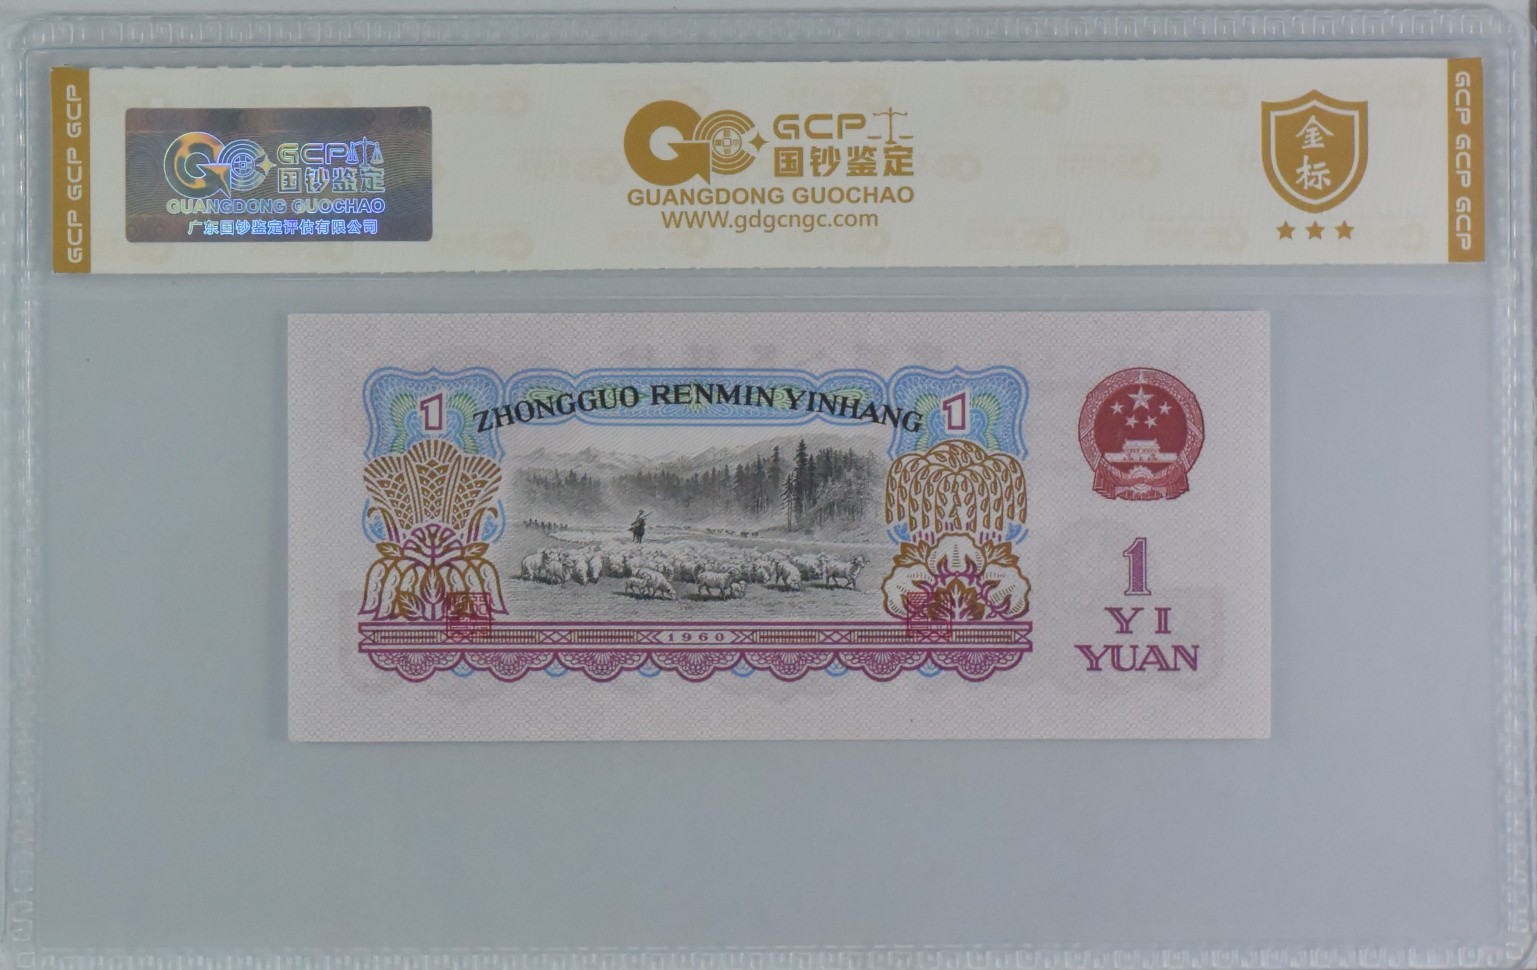 GCP GCP GCP
GCP
国钞鉴定
GUANGDONG GUOCHAO
广东国钞鉴定评估有限公司
GCP
国钞鉴定
GUANGDONG GUOCHAO
WWW.gdgcngc.com
金标
GCP GCP GCP
1
ZHONGGUO RENMIN YINHANG
1
1960
1
YI
YUAN